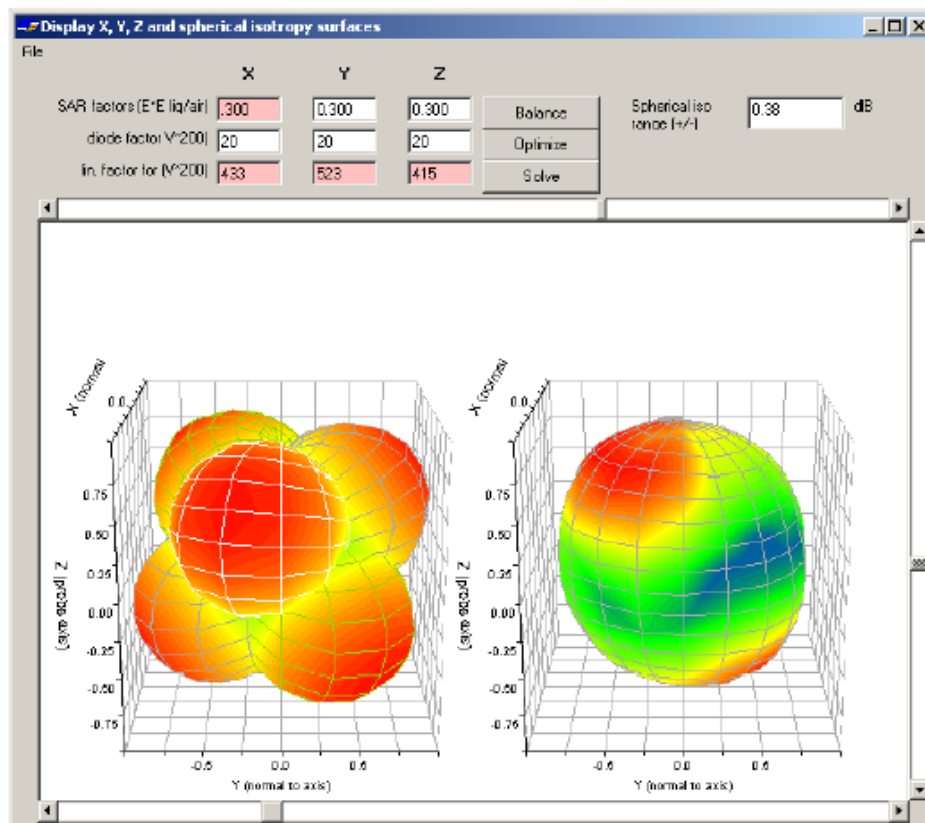 Display X, Y, Z and spherical isotropy surfaces
File
X Y Z
SAR factors (E*E liq/air) .300 0.300 0.300 Balance Spherical iso range (+/-) 0.38 dB
diode factor V*200) 20 20 20 Optimize
lin. factor for (V*200) 433 523 415 Solve
X (normal
0.0
0.75
0.50
0.25
0.00
-0.25
-0.50
-0.75
Z (probe axis)
-0.6 0.0 0.6
Y (normal to axis)
X (normal
0.0
0.75
0.50
0.25
0.00
-0.25
-0.50
-0.75
Z (probe axis)
-0.6 0.0 0.6
Y (normal to axis)